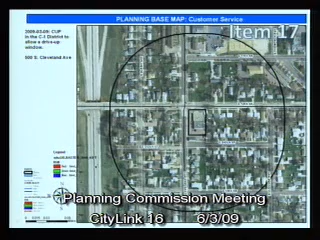 PLANNING BASE MAP: Customer Service
Item 17
2009-03-09: CUP
in the C-1 District to
allow a drive-up
window.
500 S. Cleveland Ave
Legend
Planning Commission Meeting
CityLink 16 6/3/09